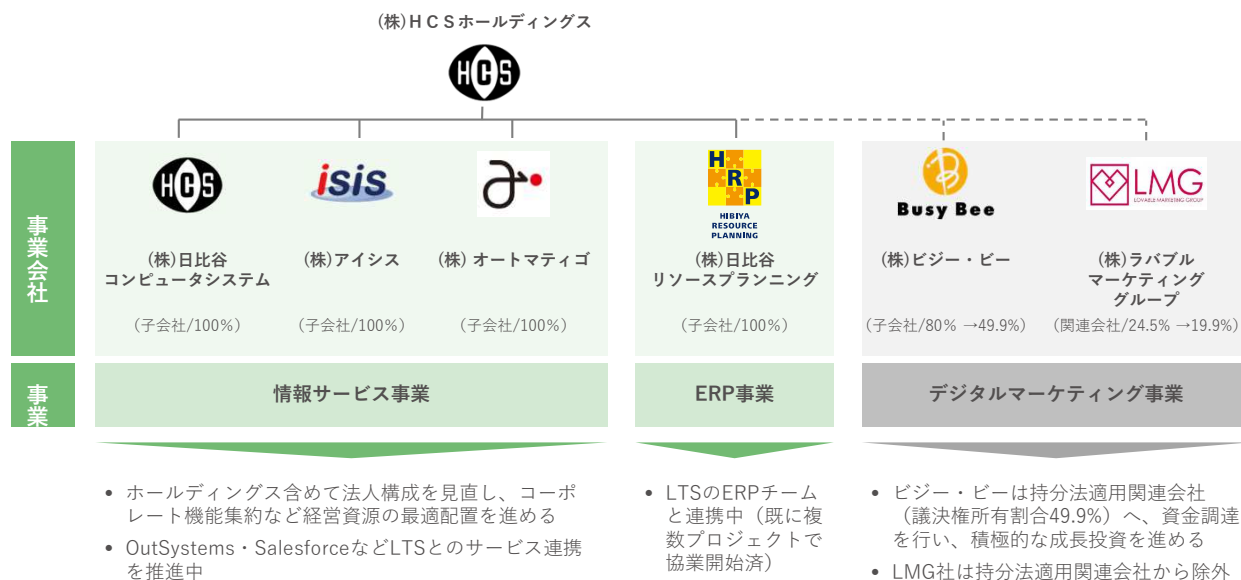 (株)ＨＣＳホールディングス
HCS
事業会社
HCS
isis
HRP
HIBIYA
RESOURCE
PLANNING
Busy Bee
LMG
LOVABLE MARKETING GROUP
(株)日比谷
コンピュータシステム
(株)アイシス
(株) オートマティゴ
(株)日比谷
リソースプランニング
(株)ビジー・ビー
(株)ラバブル
マーケティング
グループ
（子会社/100%）
（子会社/100%）
（子会社/100%）
（子会社/100%）
（子会社/80% →49.9%）
（関連会社/24.5% →19.9%）
事業
情報サービス事業
ERP事業
デジタルマーケティング事業
• ホールディングス含めて法人構成を見直し、コーポ
レート機能集約など経営資源の最適配置を進める
• OutSystems・SalesforceなどLTSとのサービス連携
を推進中
• LTSのERPチーム
と連携中（既に複
数プロジェクトで
協業開始済）
• ビジー・ビーは持分法適用関連会社
（議決権所有割合49.9%）へ、資金調達
を行い、積極的な成長投資を進める
• LMG社は持分法適用関連会社から除外